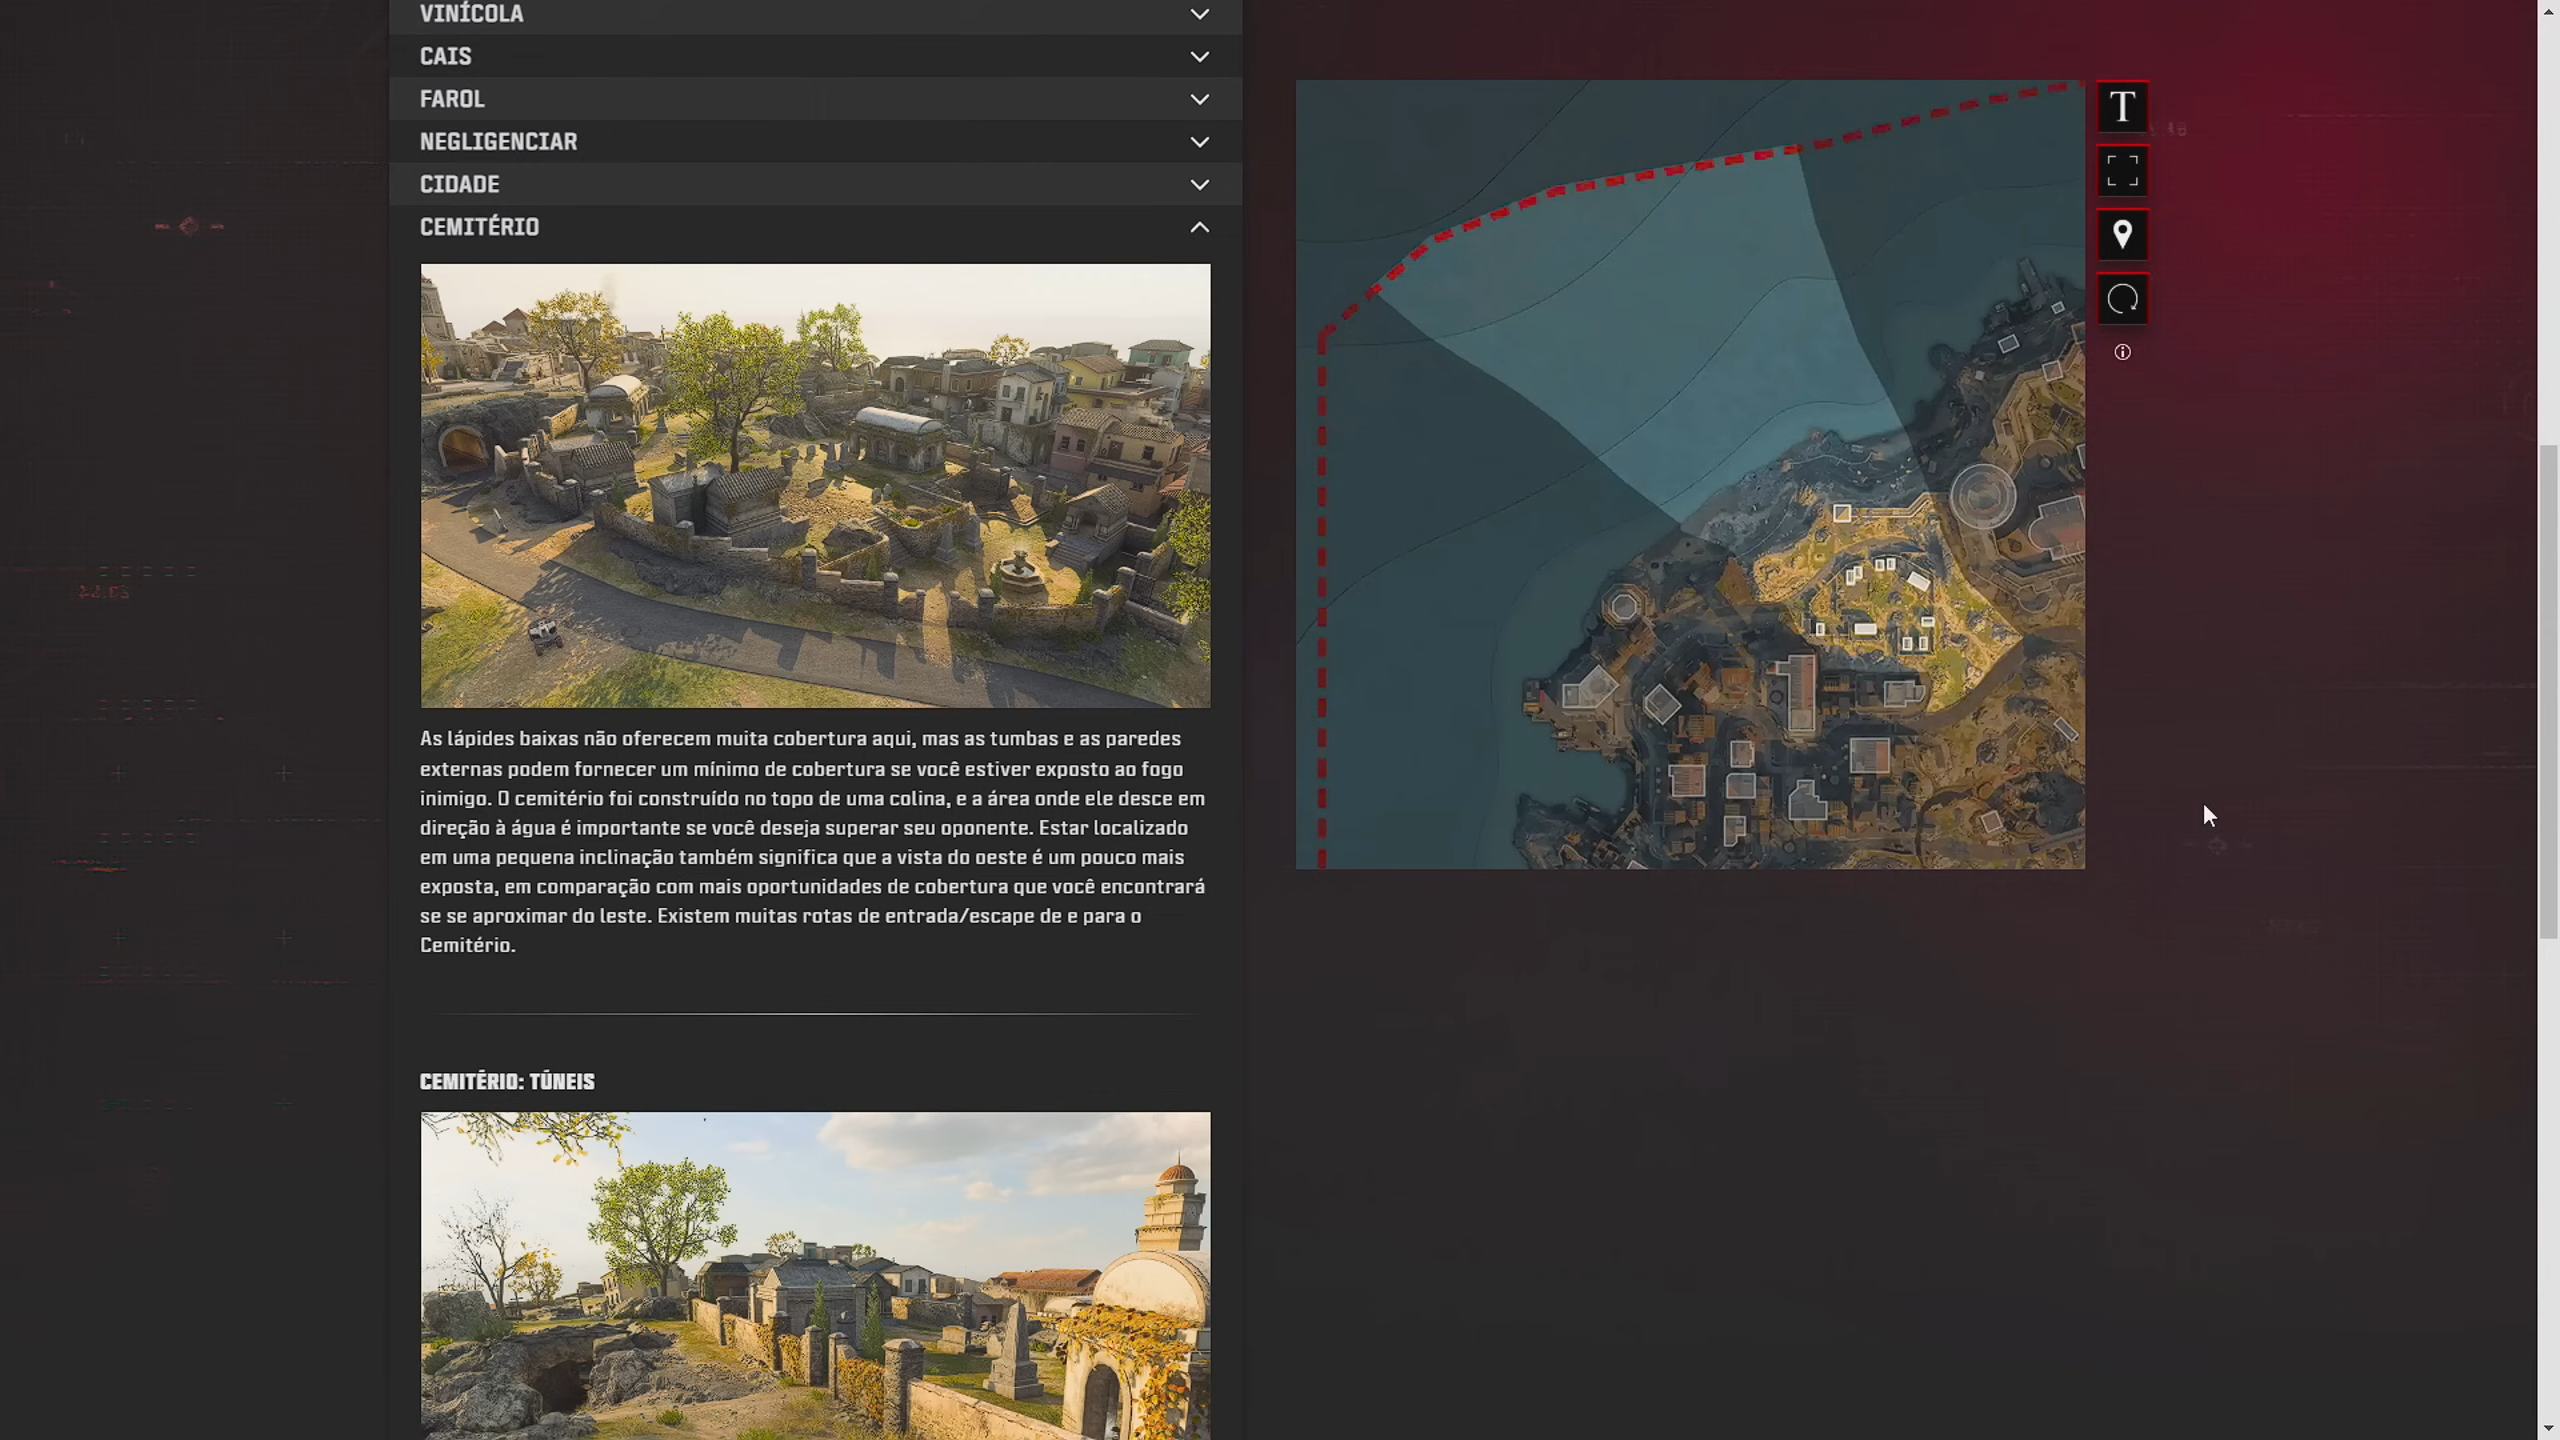 VINÍCOLA
CAIS
FAROL
NEGLIGENCIAR
CIDADE
CEMITÉRIO
As lápides baixas não oferecem muita cobertura aqui, mas as tumbas e as paredes
externas podem fornecer um mínimo de cobertura se você estiver exposto ao fogo
inimigo. O cemitério foi construído no topo de uma colina, e a área onde ele desce em
direção à água é importante se você deseja superar seu oponente. Estar localizado
em uma pequena inclinação também significa que a vista do oeste é um pouco mais
exposta, em comparação com mais oportunidades de cobertura que você encontrará
se se aproximar do leste. Existem muitas rotas de entrada/escape de e para o
Cemitério.
CEMITÉRIO: TÚNEIS
T